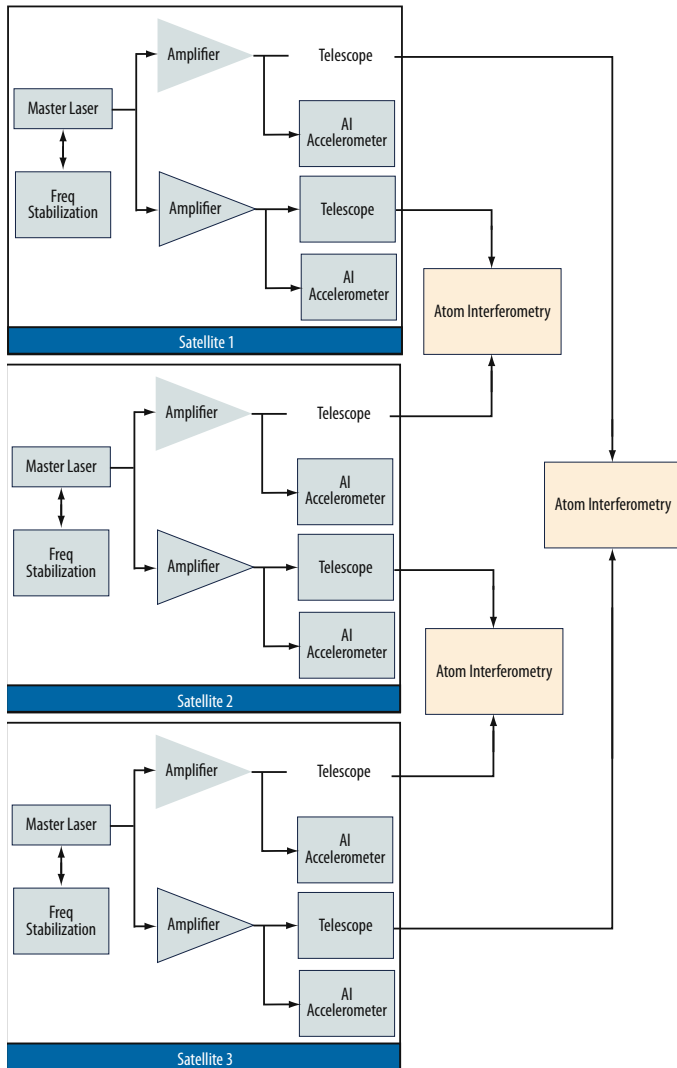 Amplifier
Telescope
Master Laser
AI
Accelerometer
Freq
Stabilization
Amplifier
Telescope
AI
Accelerometer
Satellite 1
Atom Interferometry
Amplifier
Telescope
Master Laser
AI
Accelerometer
Freq
Stabilization
Amplifier
Telescope
AI
Accelerometer
Satellite 2
Atom Interferometry
Atom Interferometry
Amplifier
Telescope
Master Laser
AI
Accelerometer
Freq
Stabilization
Amplifier
Telescope
AI
Accelerometer
Satellite 3